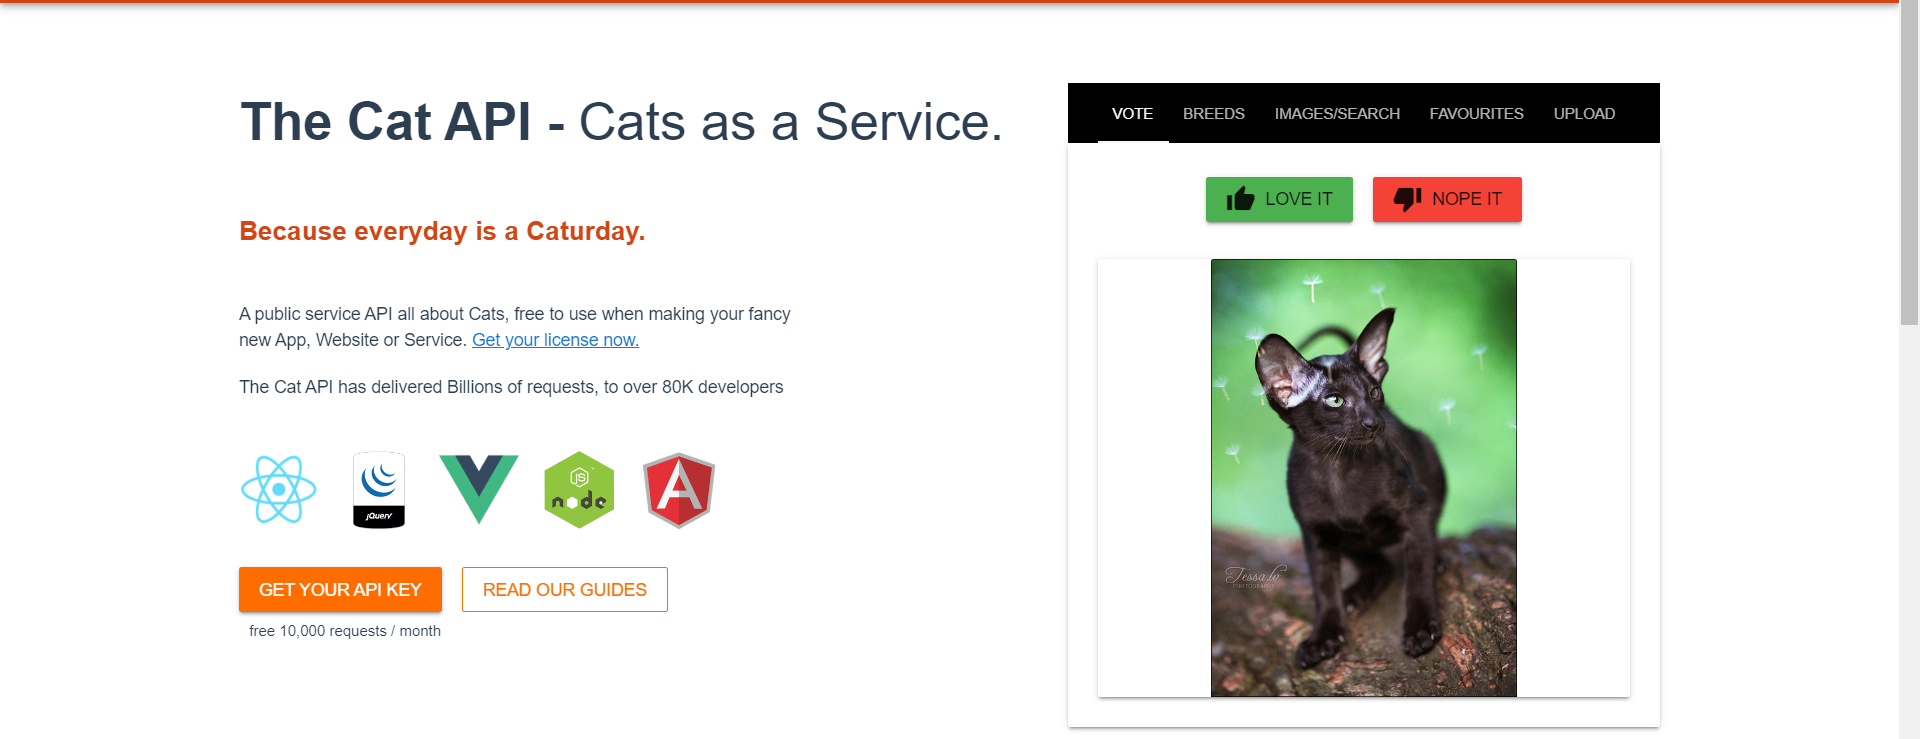 The Cat API - Cats as a Service.
Because everyday is a Caturday.
A public service API all about Cats, free to use when making your fancy
new App, Website or Service. Get your license now.
The Cat API has delivered Billions of requests, to over 80K developers
jQuery
JS
node
A
GET YOUR API KEY
READ OUR GUIDES
free 10,000 requests / month
VOTE BREEDS IMAGES/SEARCH FAVOURITES UPLOAD
LOVE IT
NOPE IT
Tessa.lv
PHOTOGRAPHY